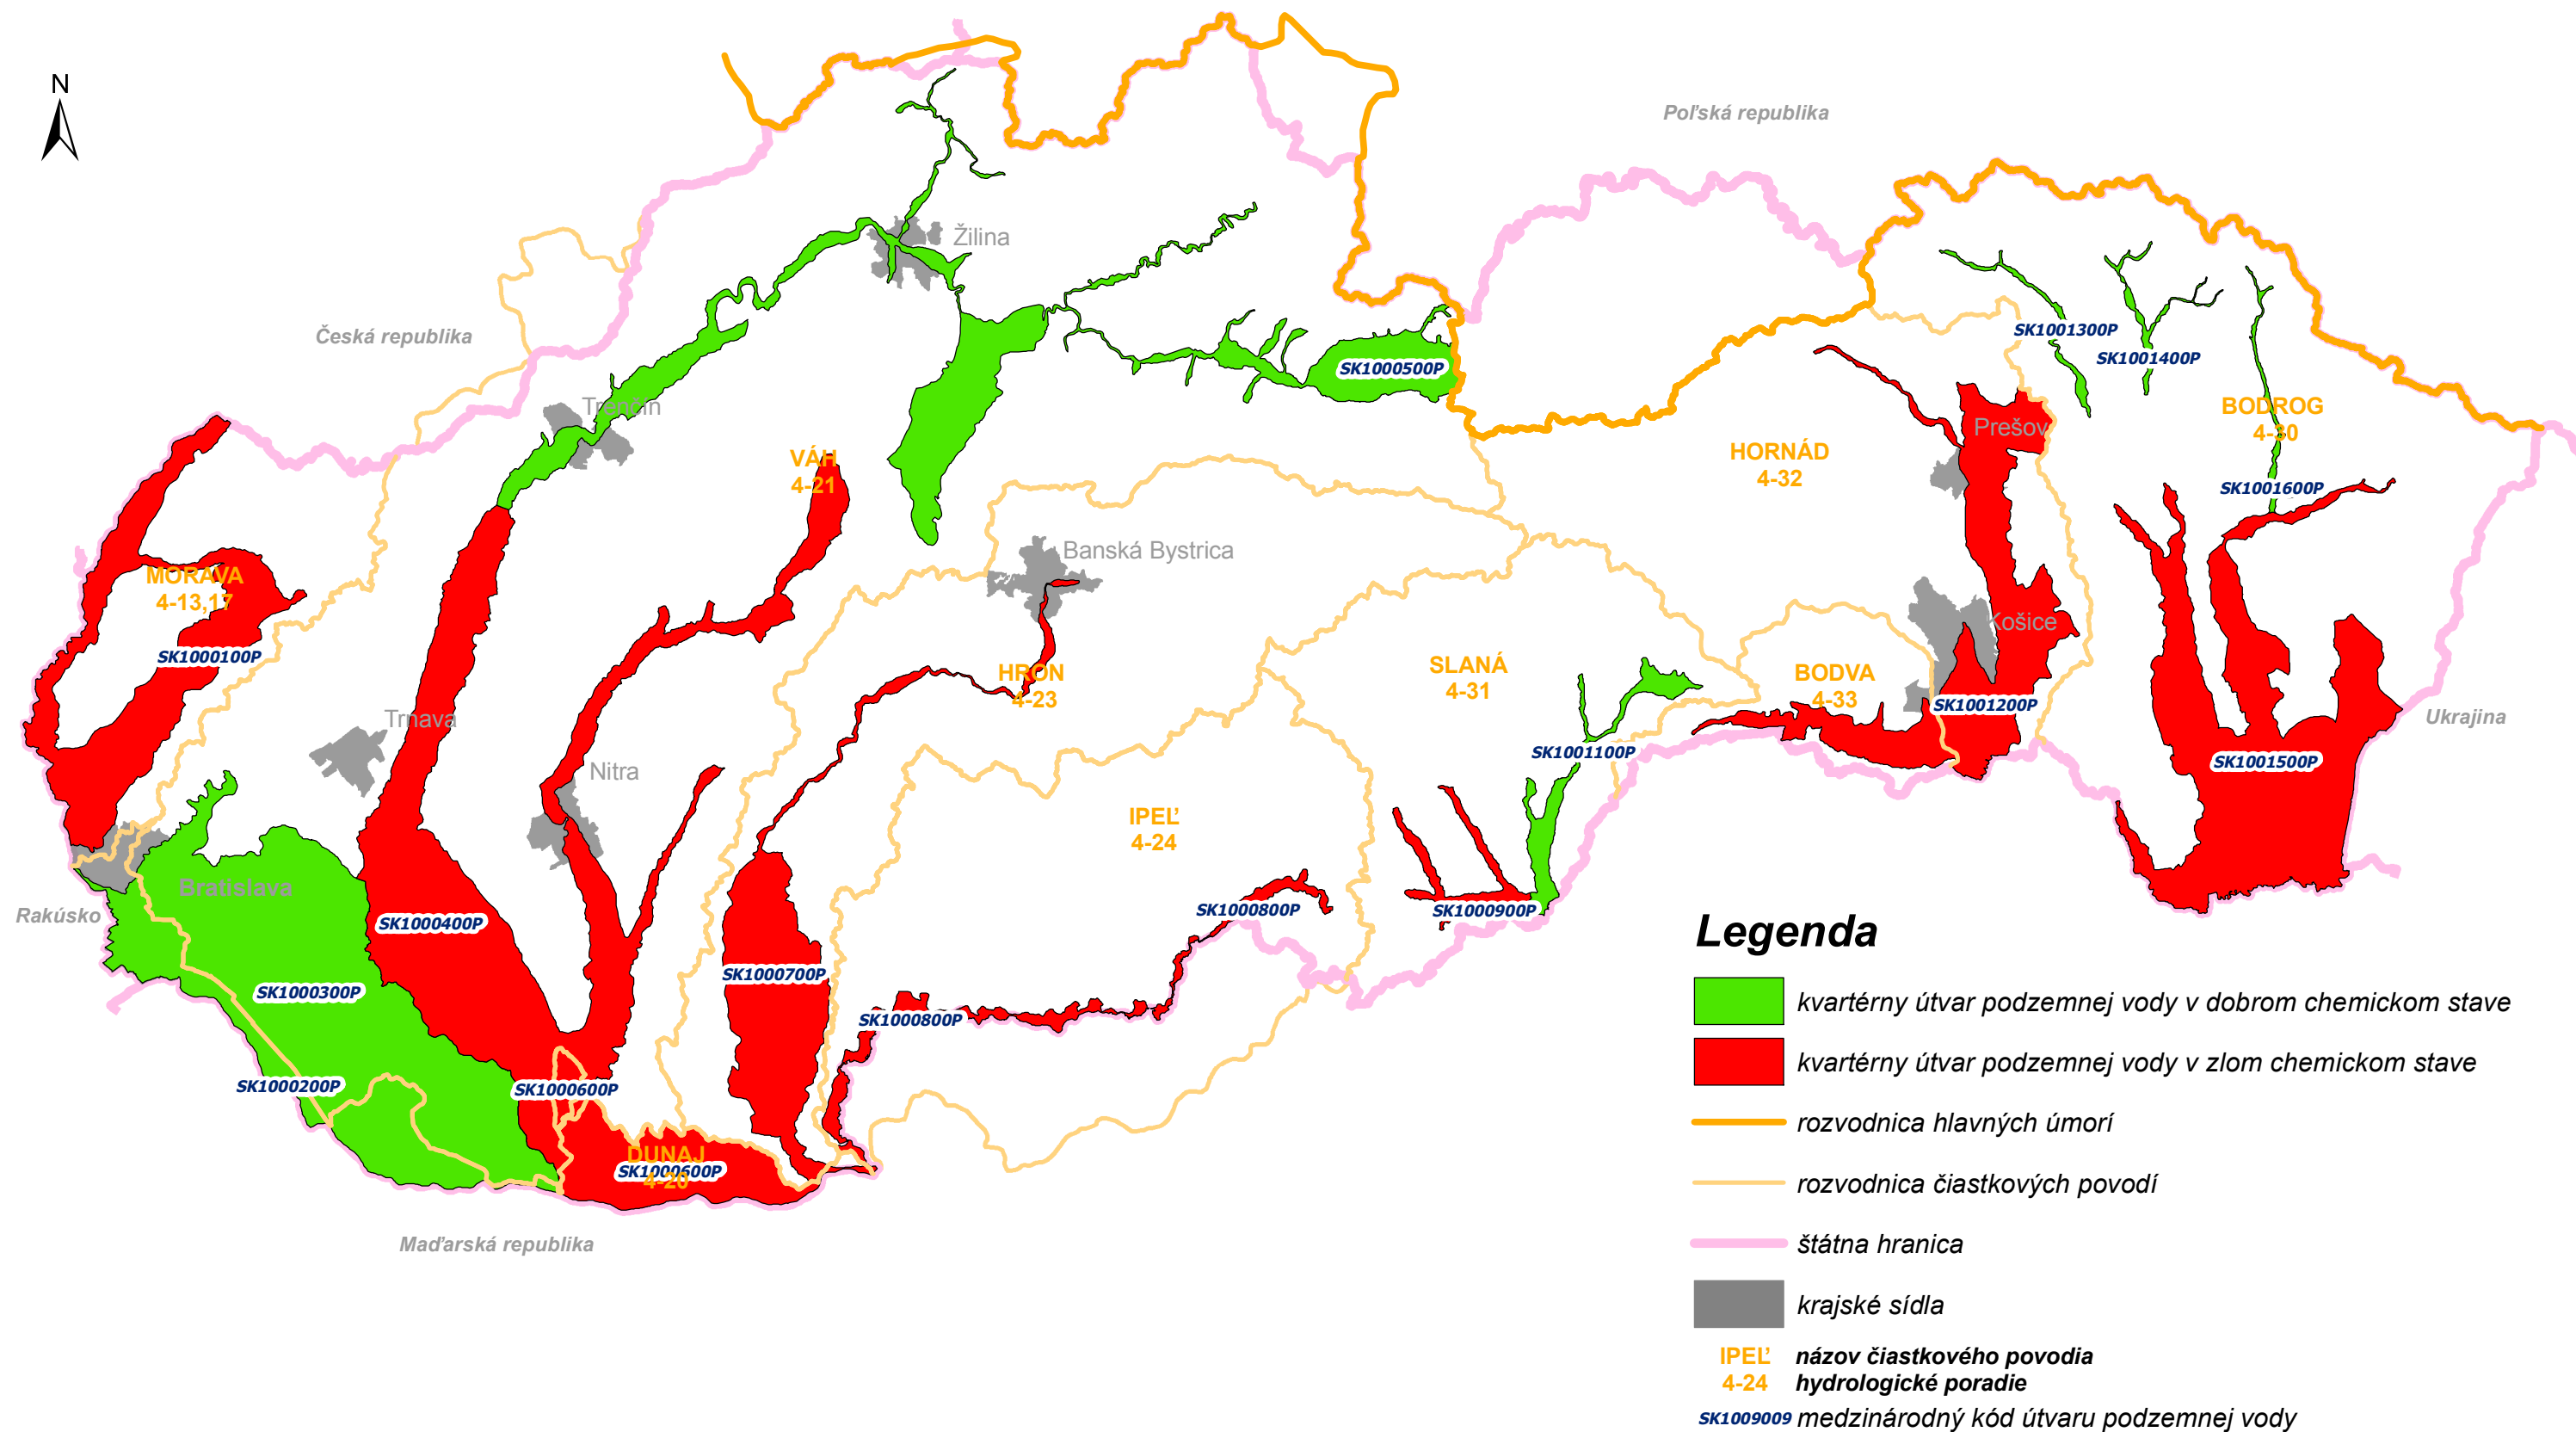 N
Poľská republika
Žilina
Česká republika
SK1001300P
SK1001400P
SK1000500P
Trenčín
BODROG
4-30
Prešov
HORNÁD
4-32
VÁH
4-21
SK1001600P
Banská Bystrica
MORAVA
4-13,17
Košice
SK1000100P
HRON
4-23
SLANÁ
4-31
BODVA
4-33
SK1001200P
Trnava
Ukrajina
SK1001100P
SK1001500P
Nitra
IPEĽ
4-24
Bratislava
Rakúsko
SK1000400P
SK1000800P
SK1000900P
SK1000700P
SK1000300P
SK1000800P
SK1000200P
SK1000600P
DUNAJ
SK1000600P
4-20
Maďarská republika
Legenda
kvartérny útvar podzemnej vody v dobrom chemickom stave
kvartérny útvar podzemnej vody v zlom chemickom stave
rozvodnica hlavných úmorí
rozvodnica čiastkových povodí
štátna hranica
krajské sídla
IPEĽ názov čiastkového povodia
4-24 hydrologické poradie
SK1009009 medzinárodný kód útvaru podzemnej vody